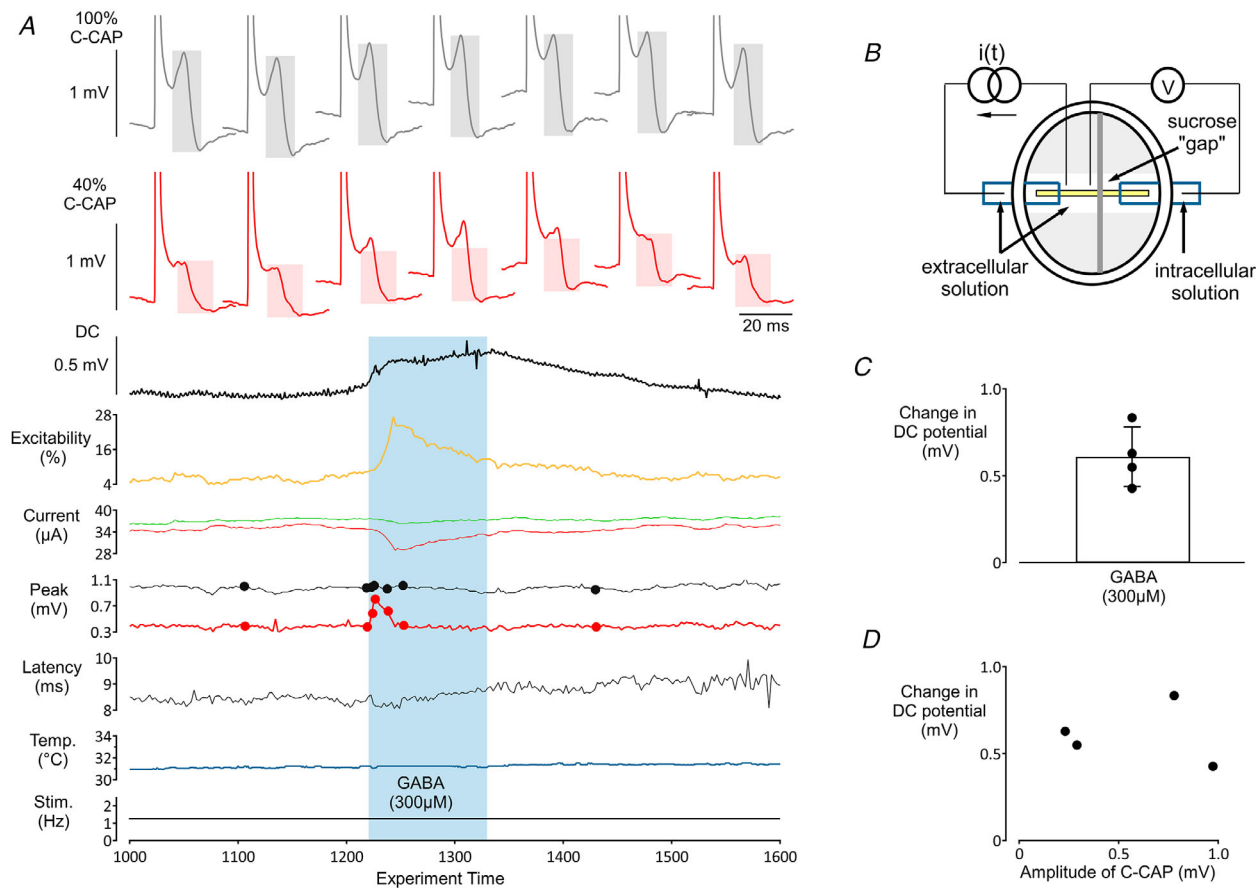 A
100%
C-CAP
1 mV
40%
C-CAP
1 mV
20 ms
DC
0.5 mV
Excitability
(%)
28
16
4
Current
(µA)
40
34
28
Peak
(mV)
1.1
0.7
0.3
Latency
(ms)
10
9
8
Temp.
(°C)
34
32
30
GABA
(300µM)
Stim.
(Hz)
2
1
0
1000
1100
1200
1300
1400
1500
1600
Experiment Time
B
i(t)
V
sucrose
"gap"
extracellular
solution
intracellular
solution
C
Change in
DC potential
(mV)
1.0
0.5
0
GABA
(300µM)
D
Change in
DC potential
(mV)
1.0
0.5
0
0
0.5
1.0
Amplitude of C-CAP (mV)